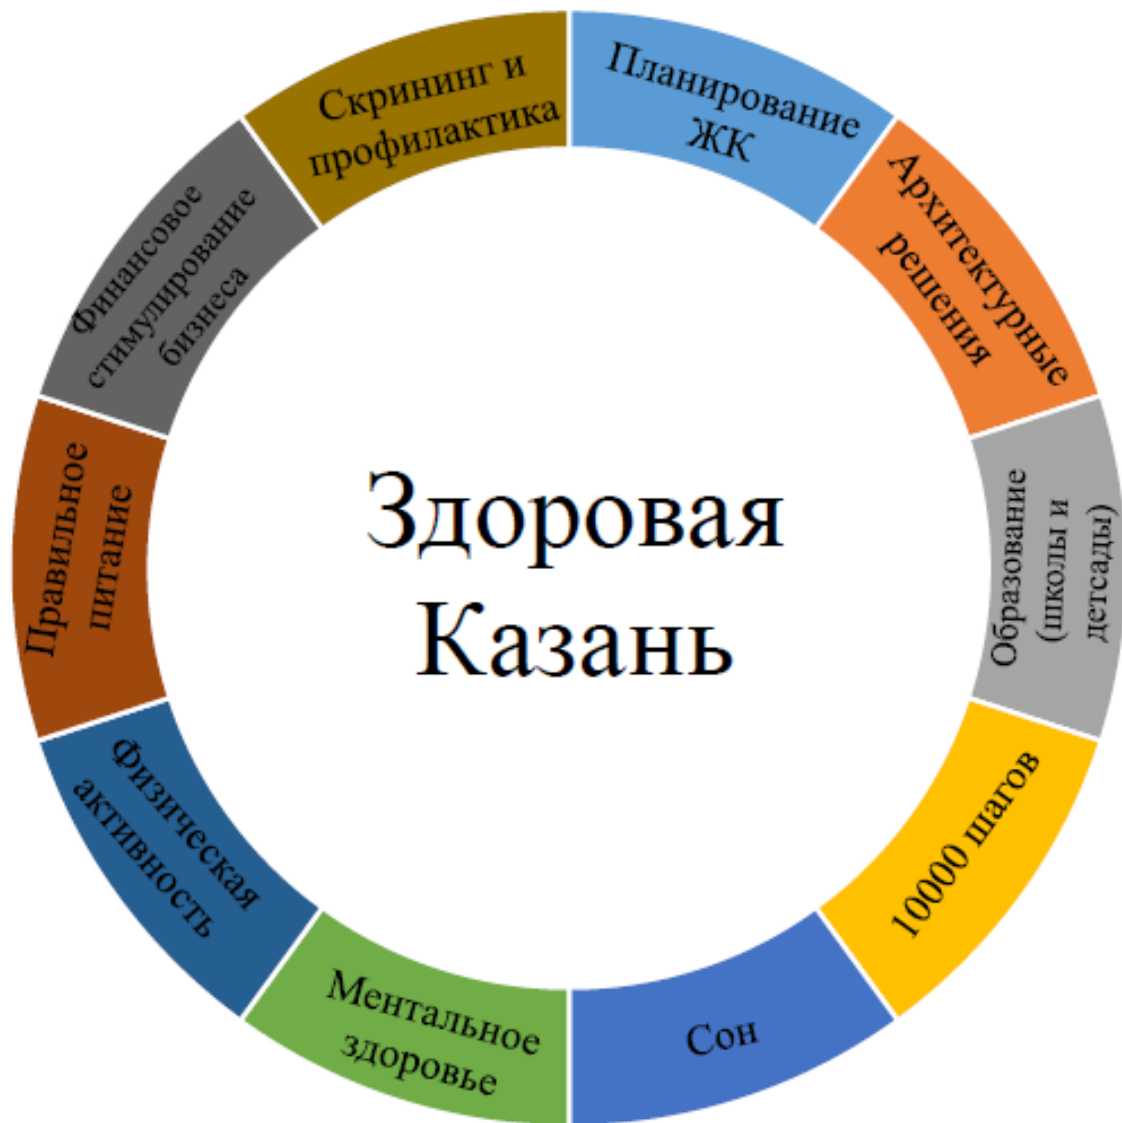 Здоровая
Казань
Планирование
ЖК
Архитектурные
решения
Образование
(школы и
детсады)
10000 шагов
Сон
Ментальное
здоровье
Физическая
активность
Правильное
питание
Финансовое
стимулирование
бизнеса
Скрининг и
профилактика